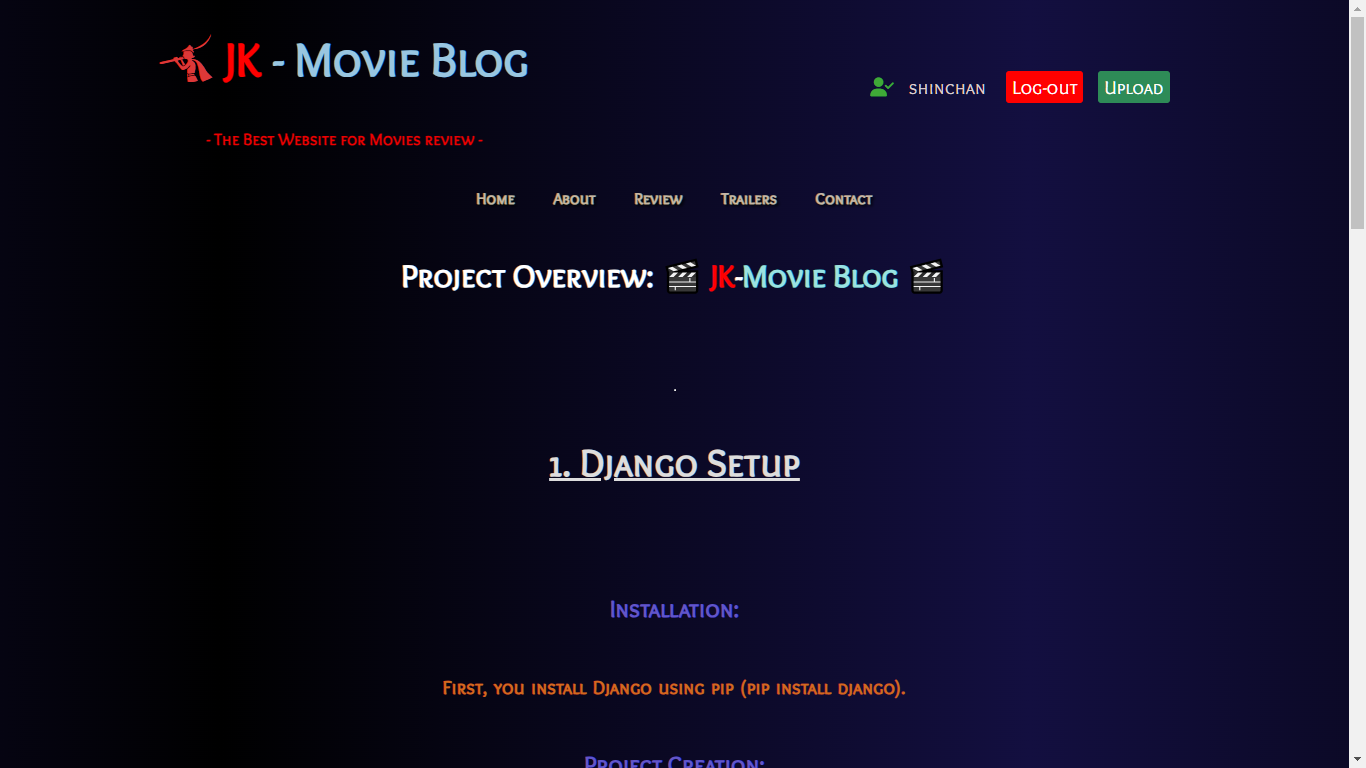 JK - Movie Blog
shinchan Log-out Upload
- The Best Website for Movies review -
Home About Review Trailers Contact
Project Overview: 🎬 JK-Movie Blog 🎬
.
1. Django Setup
Installation:
First, you install Django using pip (pip install django).
Project Creation: